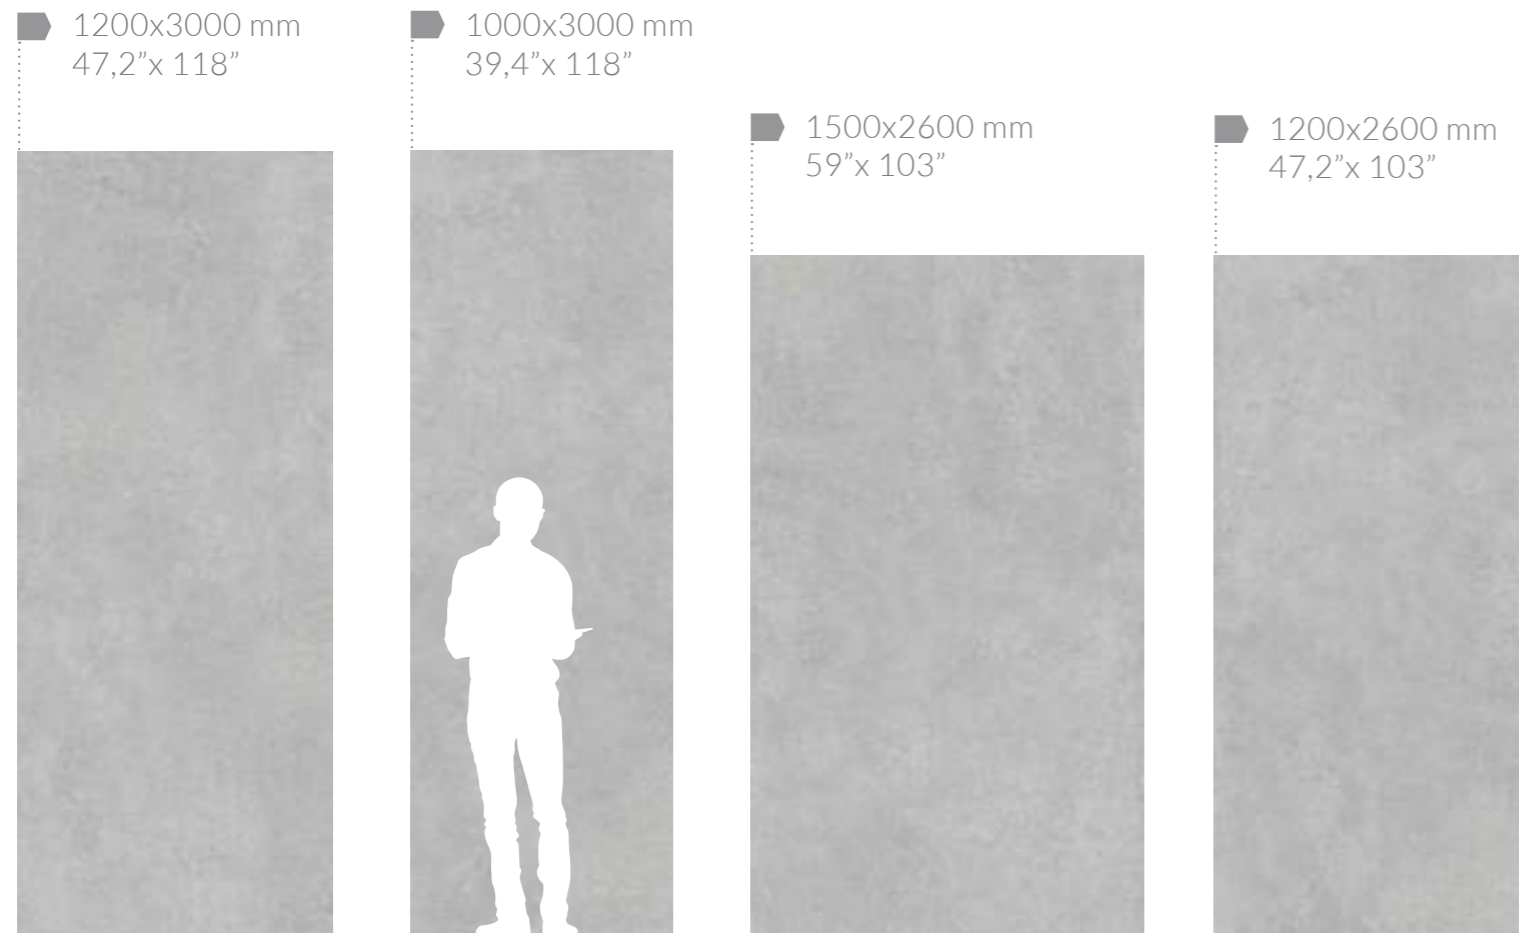 1200x3000 mm
47,2”x 118”
1000x3000 mm
39,4”x 118”
1500x2600 mm
59”x 103”
1200x2600 mm
47,2”x 103”